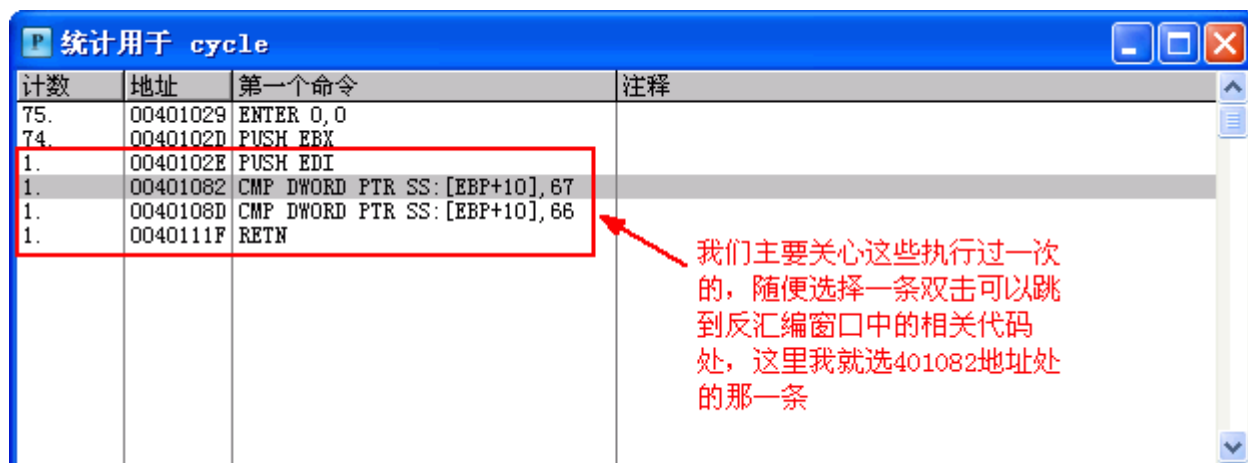 统计用于 cycle
计数 地址 第一个命令 注释
75. 00401029 ENTER 0,0
74. 0040102D PUSH EBX
1. 0040102E PUSH EDI
1. 00401082 CMP DWORD PTR SS:[EBP+10],67
1. 0040108D CMP DWORD PTR SS:[EBP+10],66
1. 0040111F RETN
我们主要关心这些执行过一次
的，随便选择一条双击可以跳
到反汇编窗口中的相关代码
处，这里我就选401082地址处
的那一条